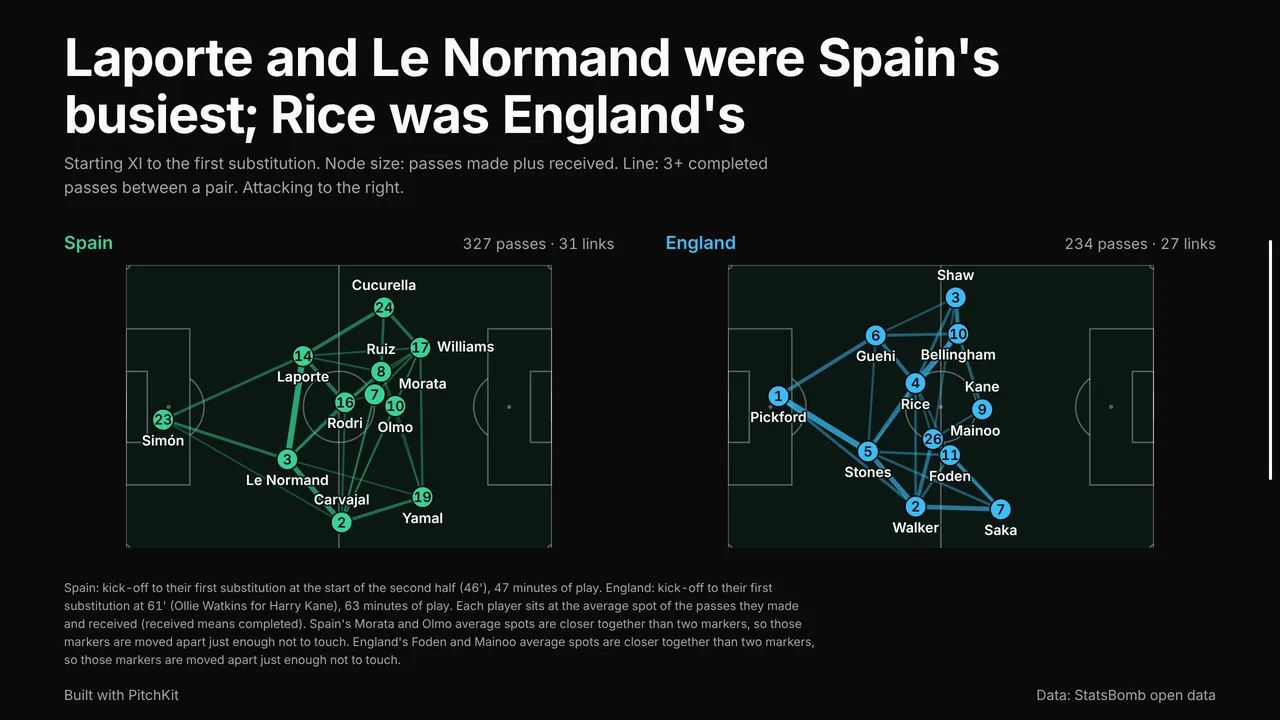 Laporte and Le Normand were Spain's
busiest; Rice was England's
Starting XI to the first substitution. Node size: passes made plus received. Line: 3+ completed
passes between a pair. Attacking to the right.
Spain
327 passes · 31 links
Cucurella
24
Ruiz
17
Williams
14
Laporte
8
Morata
7
16
10
Rodri
Olmo
23
Simón
3
Le Normand
Carvajal
2
19
Yamal
England
234 passes · 27 links
Shaw
3
6
10
Guehi
Bellingham
4
Kane
Rice
1
9
Pickford
Mainoo
26
5
11
Stones
Foden
2
7
Walker
Saka
Spain: kick-off to their first substitution at the start of the second half (46'), 47 minutes of play. England: kick-off to their first
substitution at 61' (Ollie Watkins for Harry Kane), 63 minutes of play. Each player sits at the average spot of the passes they made
and received (received means completed). Spain's Morata and Olmo average spots are closer together than two markers, so those
markers are moved apart just enough not to touch. England's Foden and Mainoo average spots are closer together than two markers,
so those markers are moved apart just enough not to touch.
Built with PitchKit
Data: StatsBomb open data